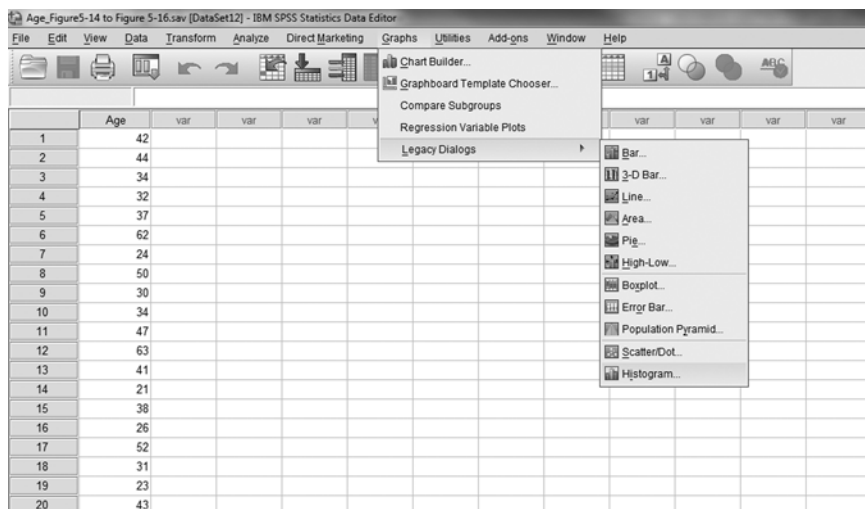 Age_Figure5-14 to Figure 5-16.sav [DataSet12] - IBM SPSS Statistics Data Editor
File Edit View Data Transform Analyze Direct Marketing Graphs Utilities Add-ons Window Help
Chart Builder...
Graphboard Template Chooser...
Compare Subgroups
Regression Variable Plots
Legacy Dialogs
Bar...
3-D Bar...
Line...
Area...
Pie...
High-Low...
Boxplot...
Error Bar...
Population Pyramid...
Scatter/Dot...
Histogram...
Age var var var v var var var var
1 42
2 44
3 34
4 32
5 37
6 62
7 24
8 50
9 30
10 34
11 47
12 63
13 41
14 21
15 38
16 26
17 52
18 31
19 23
20 43